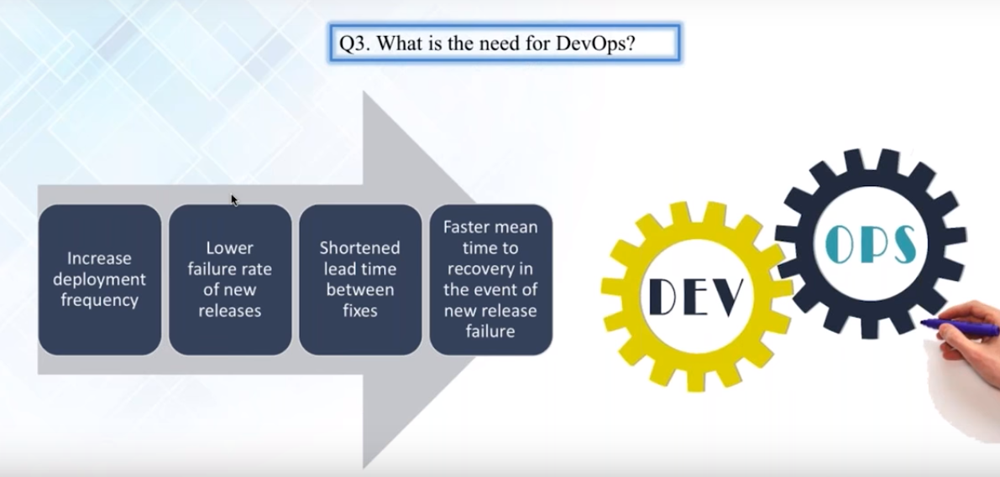 Q3. What is the need for DevOps?
Increase
deployment
frequency
Lower
failure rate
of new
releases
Shortened
lead time
between
fixes
Faster mean
time to
recovery in
the event of
new release
failure
DEV
OPS